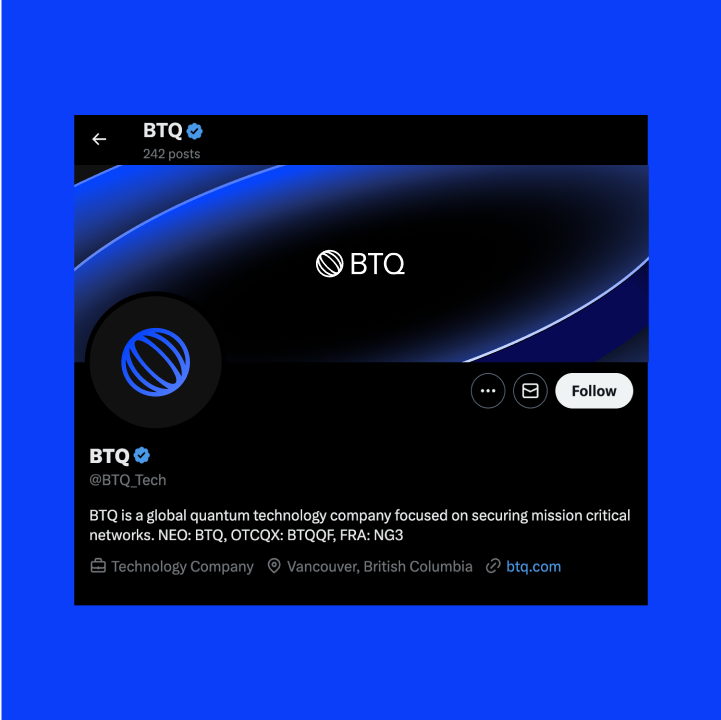 BTQ
242 posts
BTQ
Follow
BTQ
@BTQ_Tech
BTQ is a global quantum technology company focused on securing mission critical
networks. NEO: BTQ, OTCQX: BTQQF, FRA: NG3
Technology Company Vancouver, British Columbia btq.com